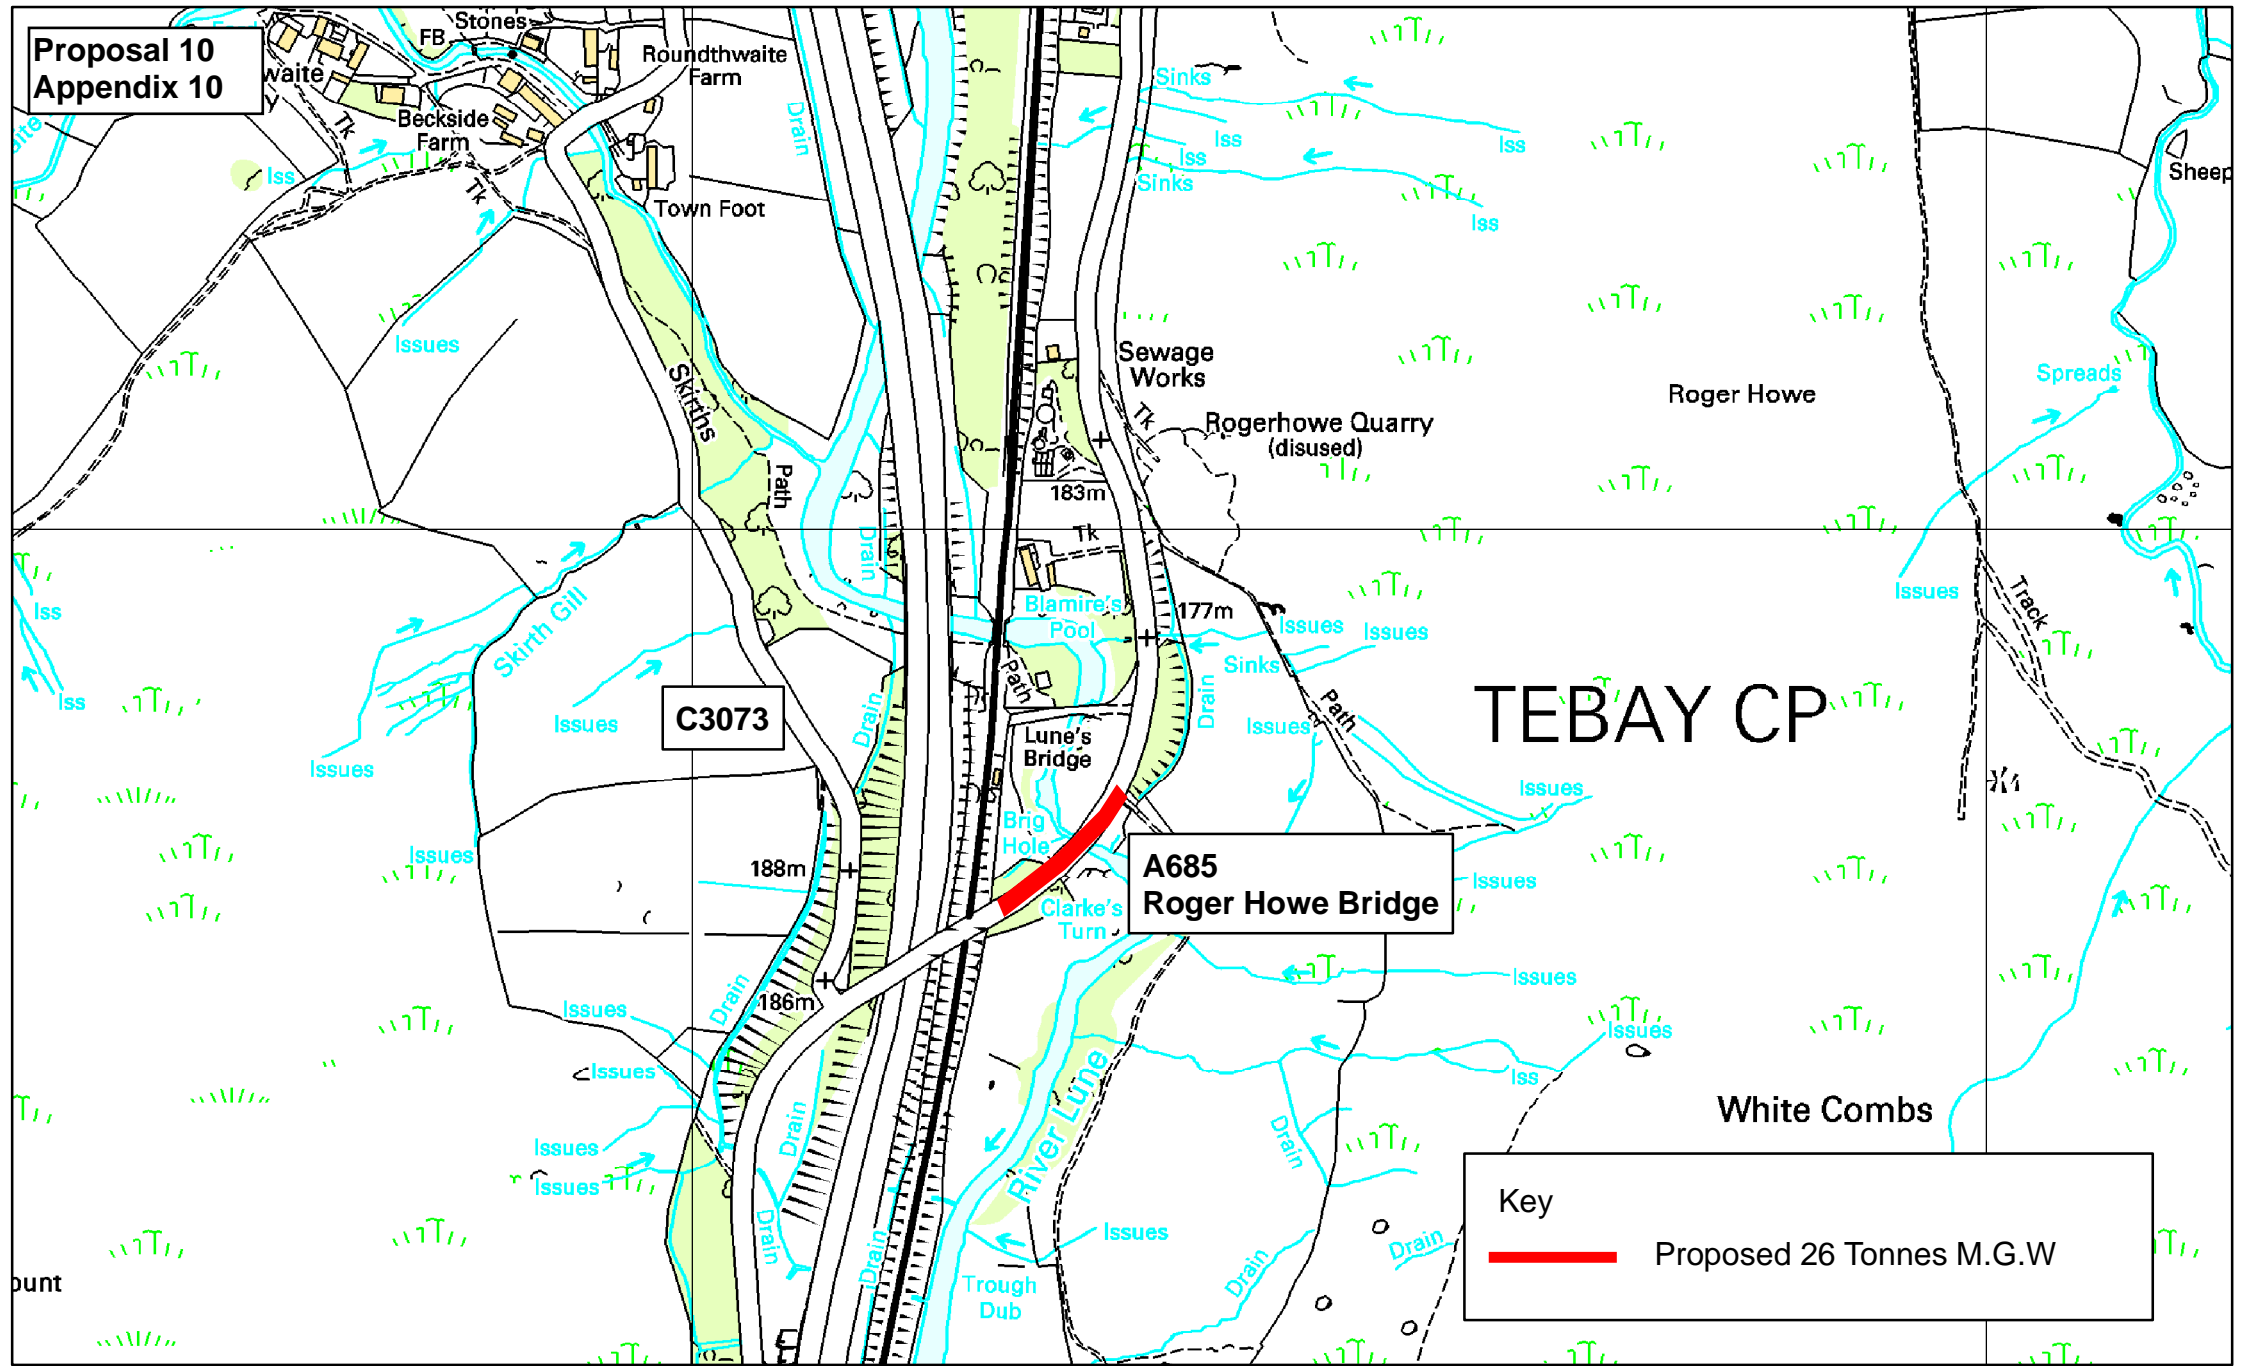 Proposal 10
Appendix 10
Stones
FB
Roundthwaite
Farm
waite
y
Tk
Beckside
Farm
Iss
Tk
Town Foot
Drain
Sinks
Iss
Iss
Iss
Sinks
Iss
Sheep
Issues
Skirths
Path
Sewage
Works
Tk
Rogerhowe Quarry
(disused)
Roger Howe
Spreads
183m
Tk
Drain
Issues
Track
Iss
Iss
Skirth Gill
Blamire's
Pool
177m
Issues
Issues
Sinks
Path
Drain
Issues
Path
TEBAY CP
C3073
Issues
Issues
Drain
Lune's
Bridge
Issues
Brig
Hole
188m
Issues
A685
Roger Howe Bridge
Issues
Issues
Clarke's
Turn
Issues
186m
Drain
Issues
Issues
Issues
Iss
River Lune
White Combs
Drain
Drain
Issues
Issues
Drain
Drain
Issues
Drain
Drain
Trough
Dub
ount
Key
Proposed 26 Tonnes M.G.W